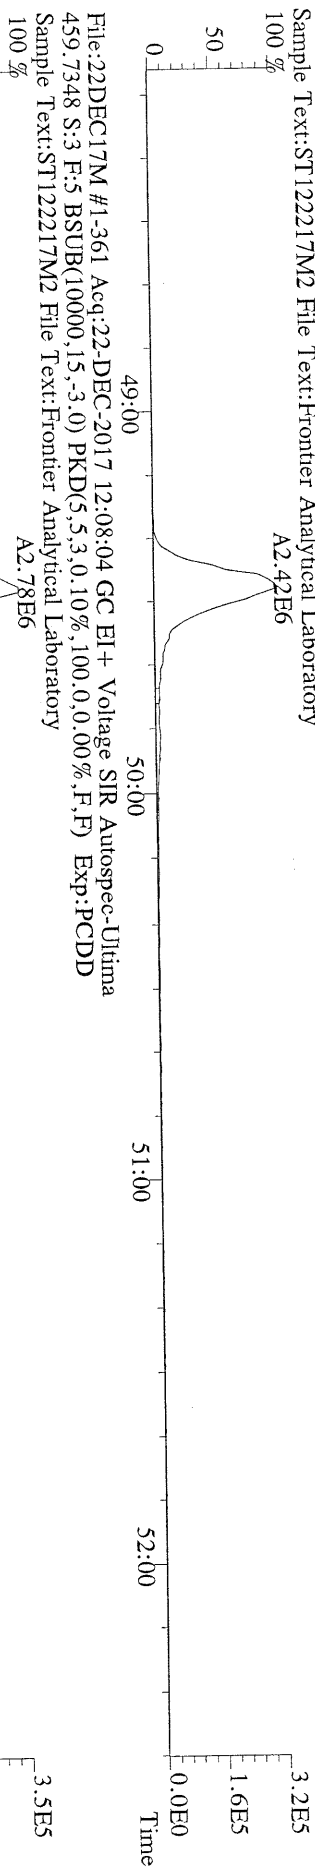 Sample Text:ST122217M2 File Text:Frontier Analytical Laboratory
100 %
A2.42E6
3.2E5
50
1.6E5
0
0.0E0
49:00
50:00
51:00
52:00
Time
File:22DEC17M #1-361 Acq:22-DEC-2017 12:08:04 GC EI+ Voltage SIR Autospec-Ultima
459.7348 S:3 F:5 BSUB(10000,15,-3.0) PKD(5,5,3,0.10%,100.0,0.00%,F,F) Exp:PCDD
Sample Text:ST122217M2 File Text:Frontier Analytical Laboratory
100 %
A2.78E6
3.5E5